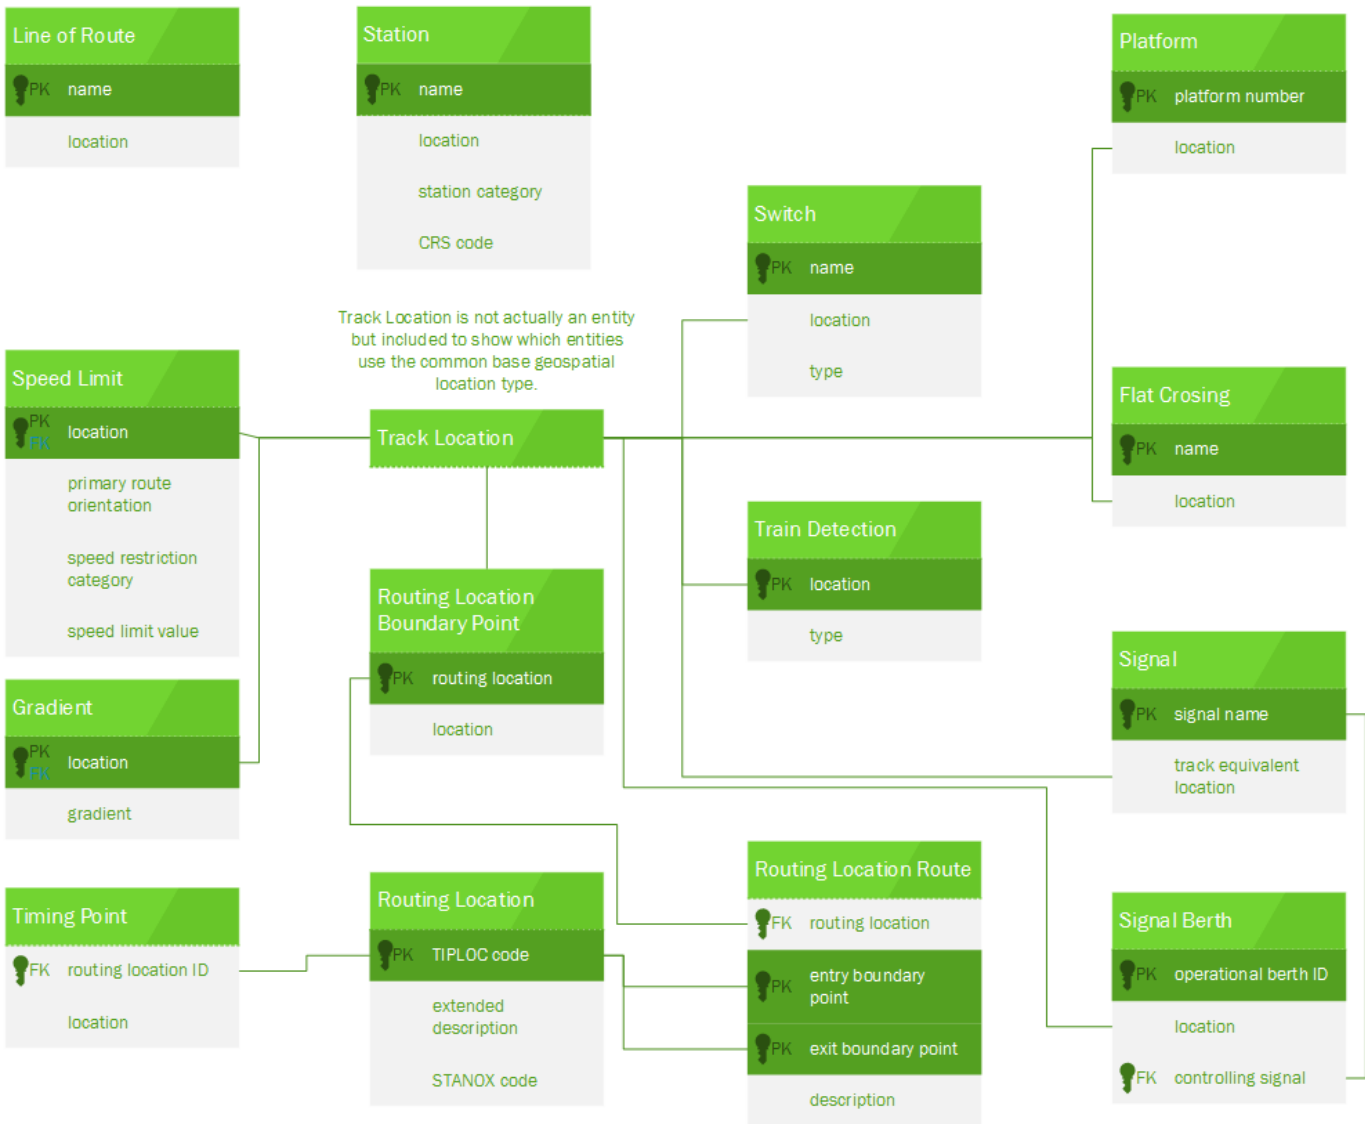 Line of Route
PK name
location
Station
PK name
location
station category
CRS code
Platform
PK platform number
location
Switch
PK name
location
type
Track Location is not actually an entity
but included to show which entities
use the common base geospatial
location type.
Speed Limit
PK
FK
location
primary route
orientation
speed restriction
category
speed limit value
Track Location
Flat Crosing
PK name
location
Train Detection
PK location
type
Routing Location
Boundary Point
PK routing location
location
Signal
PK signal name
track equivalent
location
Gradient
PK
FK
location
gradient
Timing Point
FK routing location ID
location
Routing Location
PK TIPLOC code
extended
description
STANOX code
Routing Location Route
FK routing location
PK entry boundary
point
PK exit boundary point
description
Signal Berth
PK operational berth ID
location
FK controlling signal